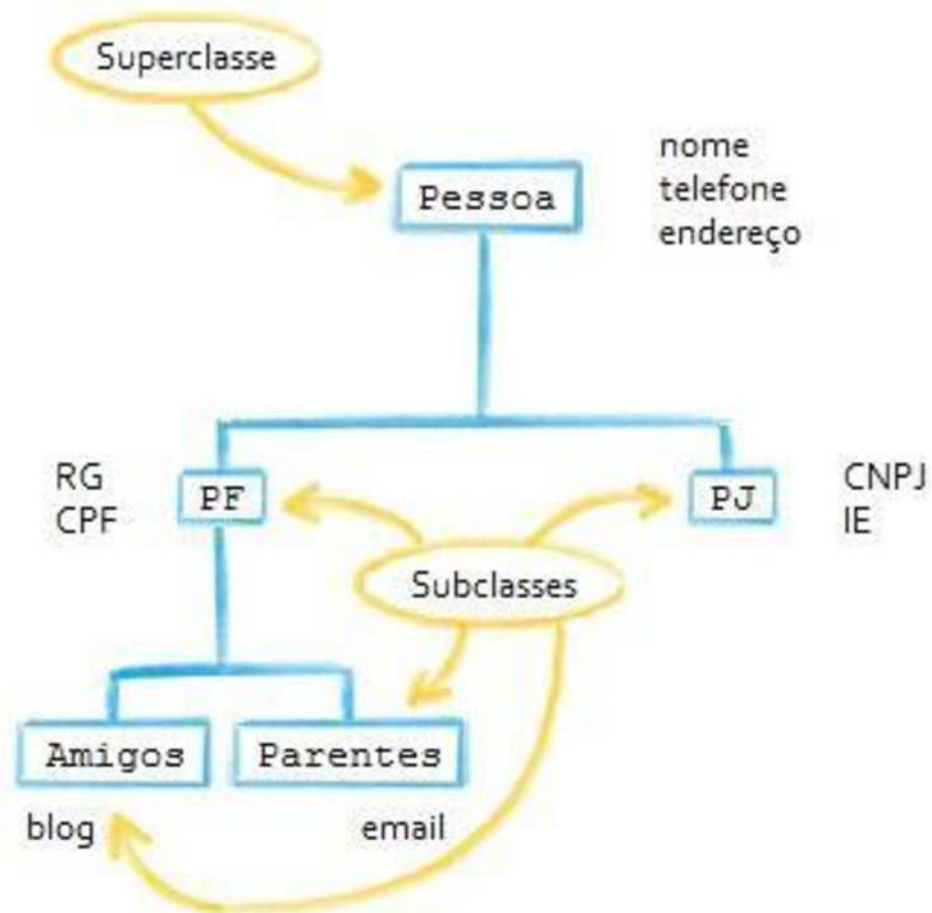 Superclasse
Pessoa
nome
telefone
endereço
RG
CPF
PF
PJ
CNPJ
IE
Subclasses
Amigos
Parentes
blog
email